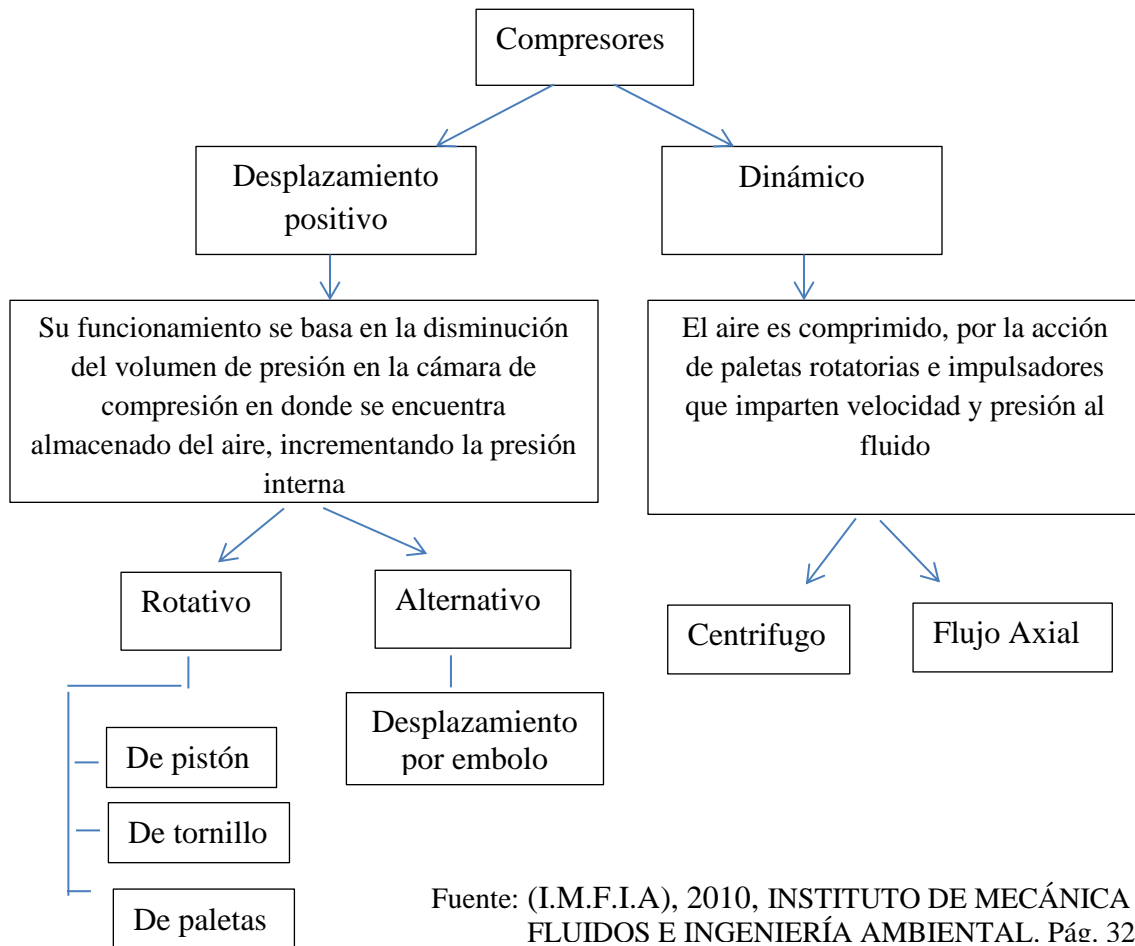 Compresores
Desplazamiento
positivo
Dinámico
Su funcionamiento se basa en la disminución
del volumen de presión en la cámara de
compresión en donde se encuentra
almacenado del aire, incrementando la presión
interna
El aire es comprimido, por la acción
de paletas rotatorias e impulsadores
que imparten velocidad y presión al
fluido
Rotativo
Alternativo
Centrifugo
Flujo Axial
Desplazamiento
por embolo
De pistón
De tornillo
De paletas
Fuente: (I.M.F.I.A), 2010, INSTITUTO DE MECÁNICA
FLUIDOS E INGENIERÍA AMBIENTAL. Pág. 32